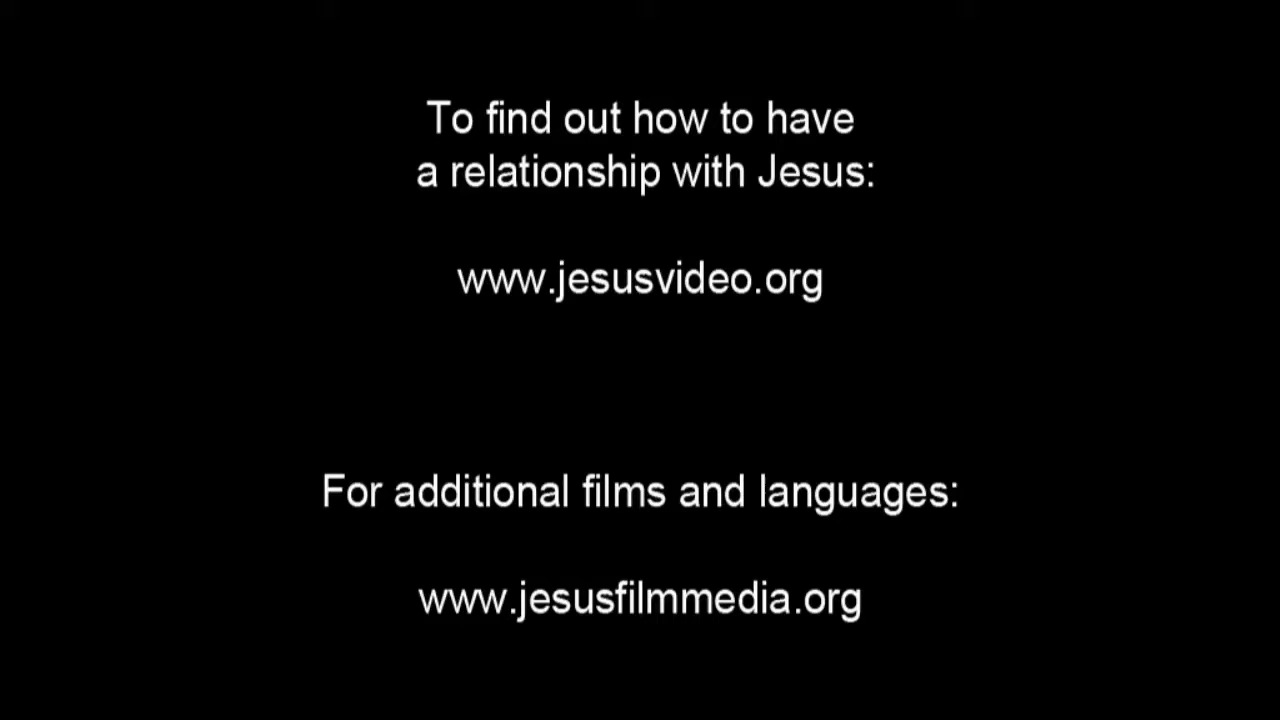 To find out how to have
a relationship with Jesus:
www.jesusvideo.org
For additional films and languages:
www.jesusfilmmedia.org